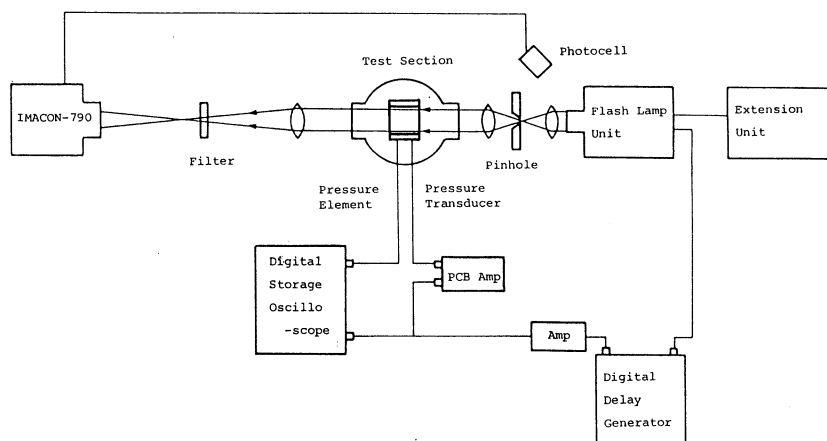 Photocell
Test Section
IMACON-790
Flash Lamp
Unit
Extension
Unit
Filter
Pinhole
Pressure
Element
Pressure
Transducer
Digital
Storage
Oscillo
-scope
PCB Amp
Amp
Digital
Delay
Generator